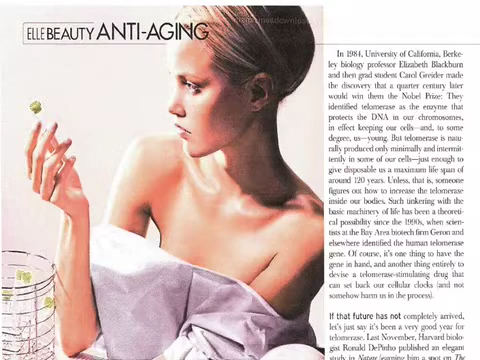 ELLE BEAUTY ANTI-AGING
In 1984, University of California, Berke-
ley biology professor Elizabeth Blackburn
and then grad student Carol Greider made
the discovery that a quarter century later
would win them the Nobel Prize: They
identified telomerase as the enzyme that
protects the DNA in our chromosomes,
in effect keeping our cells—and, to some
degree, us—young. But telomerase is natu-
rally produced only minimally and intermit-
tently in some of our cells—just enough to
give disposable us a maximum life span of
around 120 years. Unless, that is, someone
figures out how to increase the telomerase
inside our bodies. Such tinkering with the
basic machinery of life has been a theoreti-
cal possibility since the 1990s, when scien-
tists at the Bay Area biotech firm Geron and
elsewhere identified the human telomerase
gene. Of course, it's one thing to have the
gene in hand, and another thing entirely to
devise a telomerase-stimulating drug that
can set back our cellular clocks (and not
somehow harm us in the process).
If that future has not completely arrived,
let's just say it's been a very good year for
telomerase. Last November, Harvard biolo-
gist Ronald DePinho published an elegant
study in Nature (earning him a spot on The